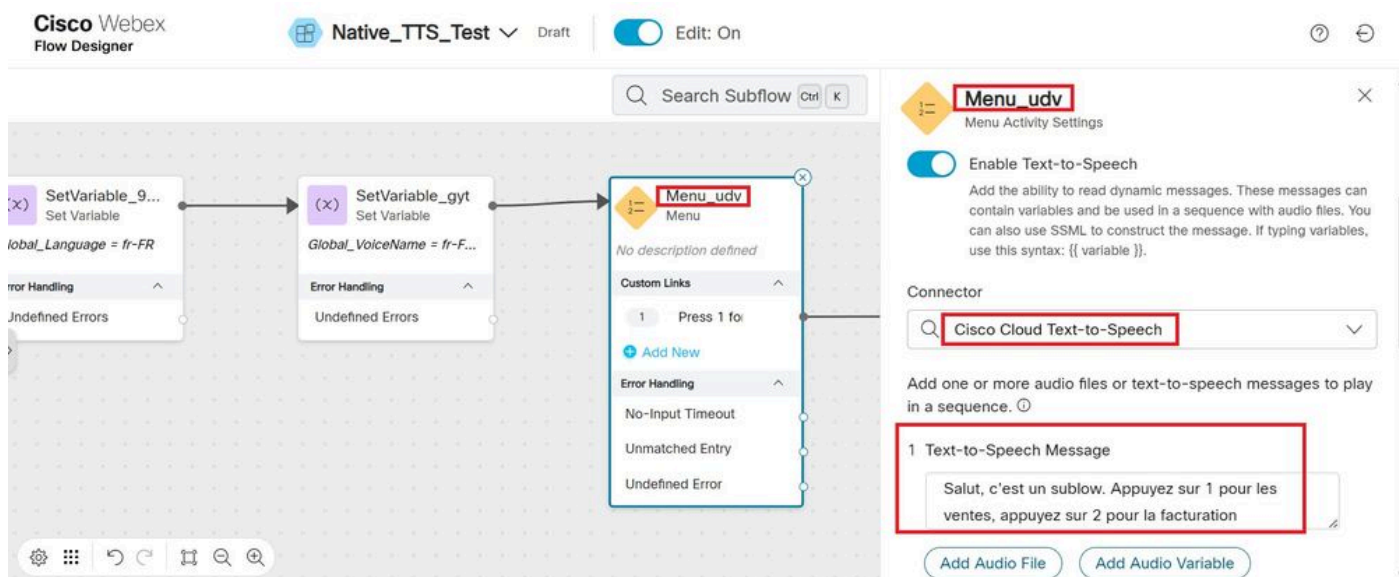 Cisco Webex
Flow Designer
Native_TTS_Test
Draft
Edit: On
Search Subflow Ctrl K
SetVariable_9...
Set Variable
lobal_Language = fr-FR
rror Handling
Undefined Errors
SetVariable_gyt
Set Variable
Global_VoiceName = fr-F...
Error Handling
Undefined Errors
Menu_udv
Menu
No description defined
Custom Links
1 Press 1 fo
Add New
Error Handling
No-Input Timeout
Unmatched Entry
Undefined Error
Menu_udv
Menu Activity Settings
Enable Text-to-Speech
Add the ability to read dynamic messages. These messages can
contain variables and be used in a sequence with audio files. You
can also use SSML to construct the message. If typing variables,
use this syntax: {{ variable }}.
Connector
Cisco Cloud Text-to-Speech
Add one or more audio files or text-to-speech messages to play
in a sequence.
1 Text-to-Speech Message
Salut, c'est un sublow. Appuyez sur 1 pour les
ventes, appuyez sur 2 pour la facturation
Add Audio File
Add Audio Variable